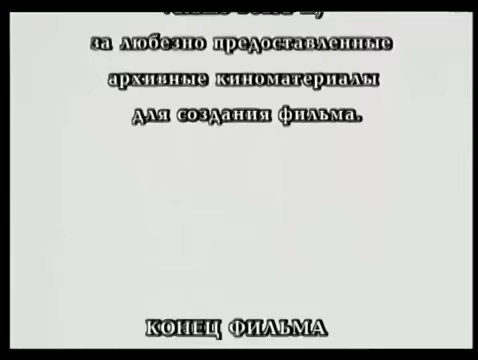 за любезно предоставленные
архивные киноматериалы
для создания фильма.
КОНЕЦ ФИЛЬМА